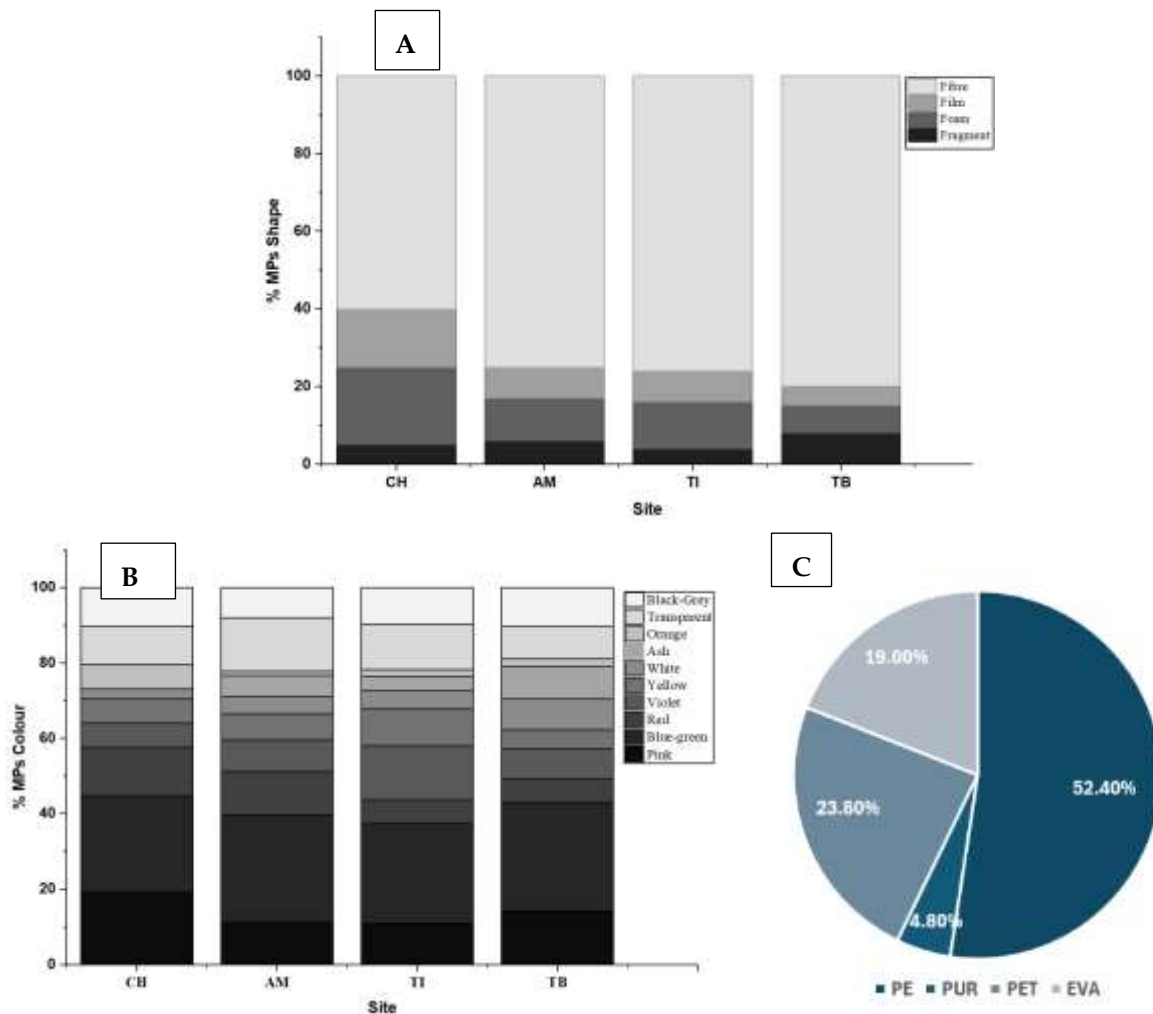 A
100
80
60
40
20
0
% MPs Shape
Fibre
Film
Foam
Fragment
CH AM TI TB
Site
B
100
80
60
40
20
0
% MPs Colour
Black-Grey
Transparent
Orange
Ash
White
Yellow
Violet
Red
Blue-green
Pink
CH AM TI TB
Site
C
19.00%
52.40%
23.80%
4.80%
PE PUR PET EVA